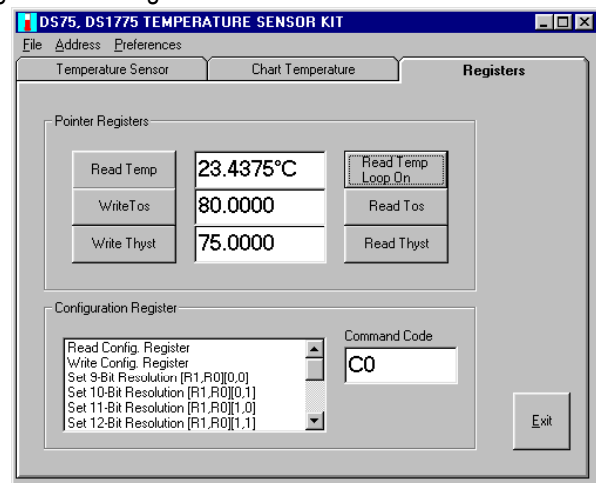 DS75, DS1775 TEMPERATURE SENSOR KIT
File Address Preferences
Temperature Sensor Chart Temperature Registers
Pointer Registers
Read Temp 23.4375°C Read Temp Loop On
WriteTos 80.0000 Read Tos
Write Thyst 75.0000 Read Thyst
Configuration Register
Command Code
Read Config. Register
Write Config. Register
Set 9-Bit Resolution [R1,R0][0,0]
Set 10-Bit Resolution [R1,R0][0,1]
Set 11-Bit Resolution [R1,R0][1,0]
Set 12-Bit Resolution [R1,R0][1,1]
C0
Exit